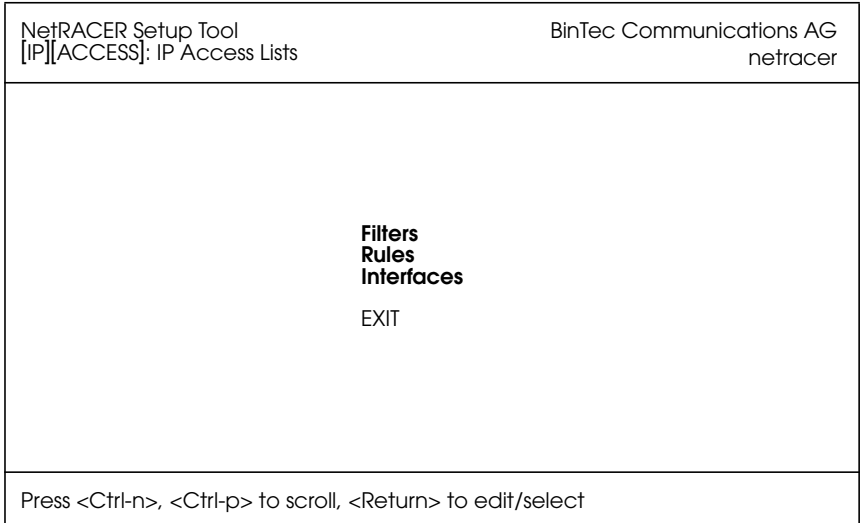 NetRACER Setup Tool
BinTec Communications AG
[IP][ACCESS]: IP Access Lists
netracer
Filters
Rules
Interfaces
EXIT
Press <Ctrl-n>, <Ctrl-p> to scroll, <Return> to edit/select